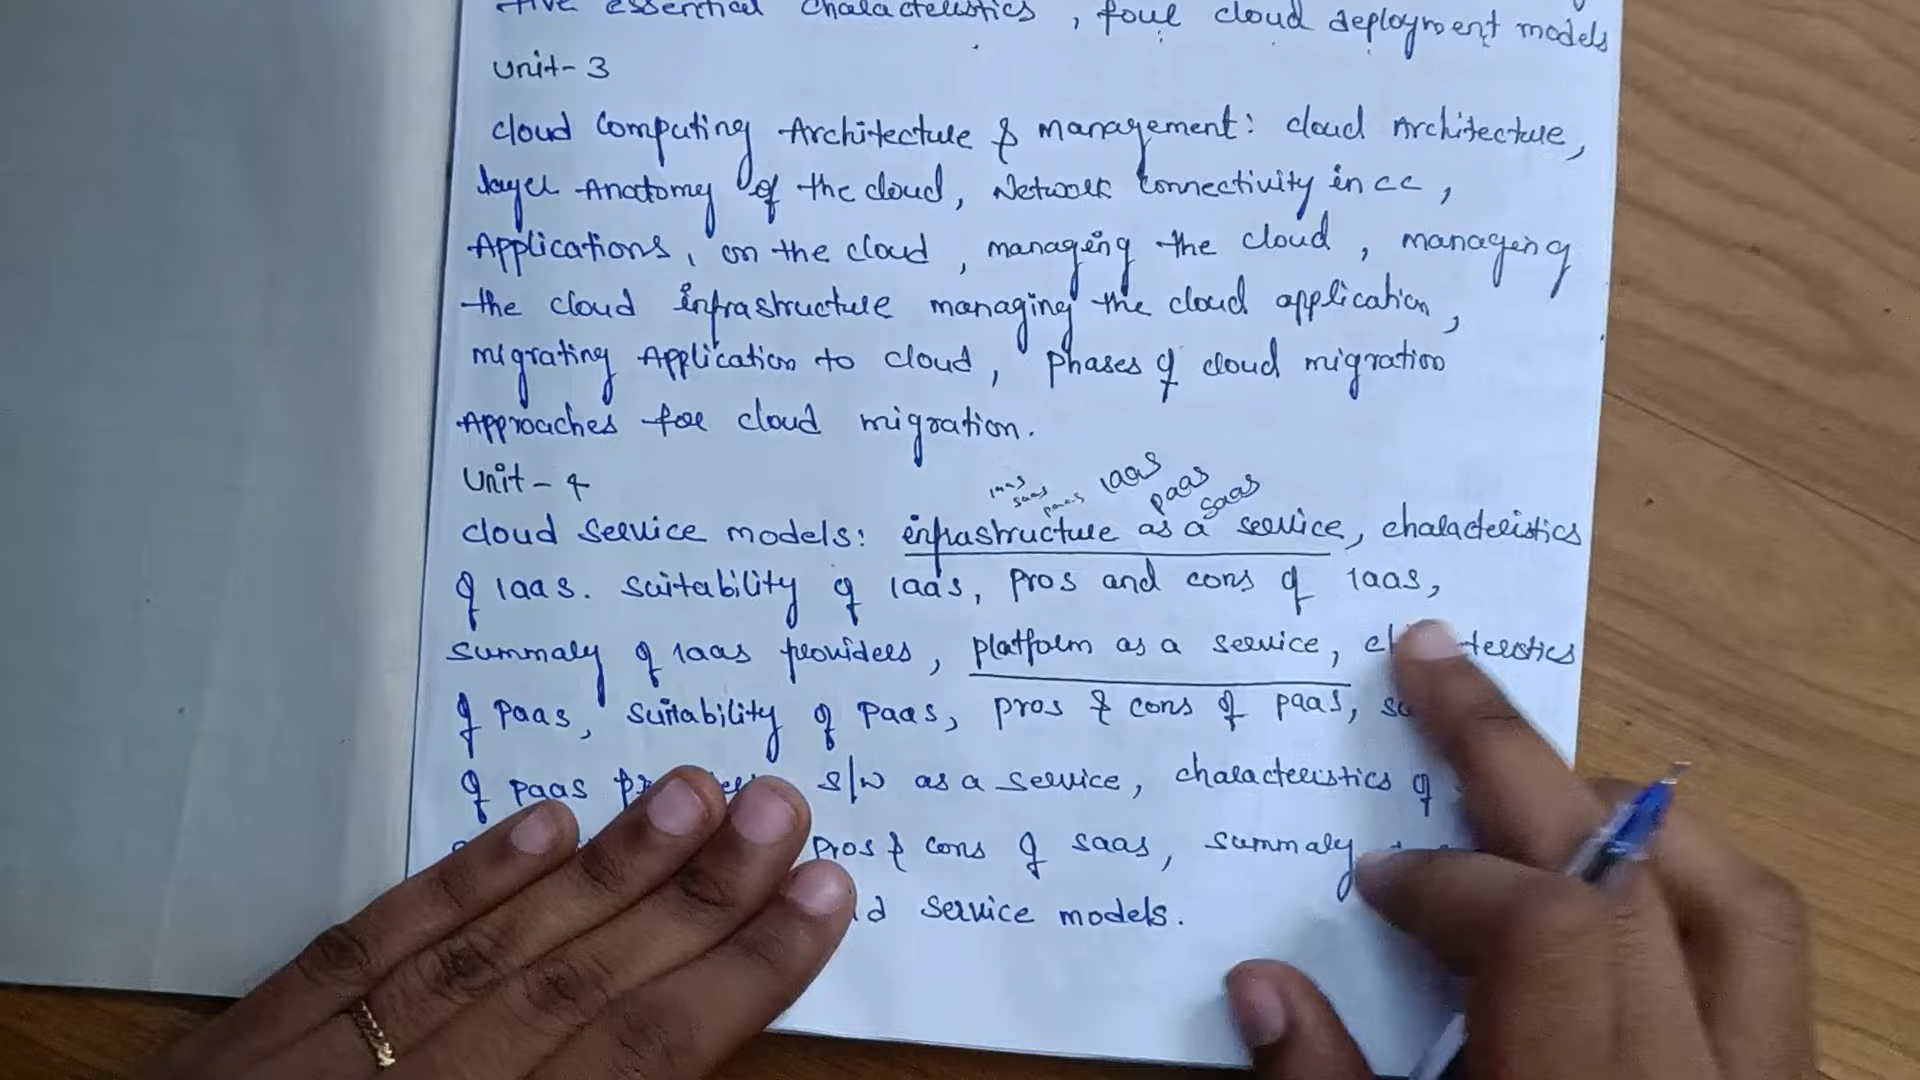 five essential characteristics, four cloud deployment models
Unit-3
cloud Computing Architecture & management: cloud Architecture,
layer Anatomy of the cloud, Network Connectivity in cc,
Applications, on the cloud, managing the cloud, managing
the cloud infrastructure managing the cloud application,
migrating Application to cloud, phases of cloud migration
Approaches for cloud migration.
Unit-4
iaas saas paas iaas paas saas
cloud Service models: infrastructure as a service, characteristics
of iaas. suitability of iaas, pros and cons of iaas,
summary of iaas providers, platform as a service,
of paas, suitability of paas, pros & cons of paas,
of paas s/w as a service, characteristics of
pros & cons of saas, summary
service models.